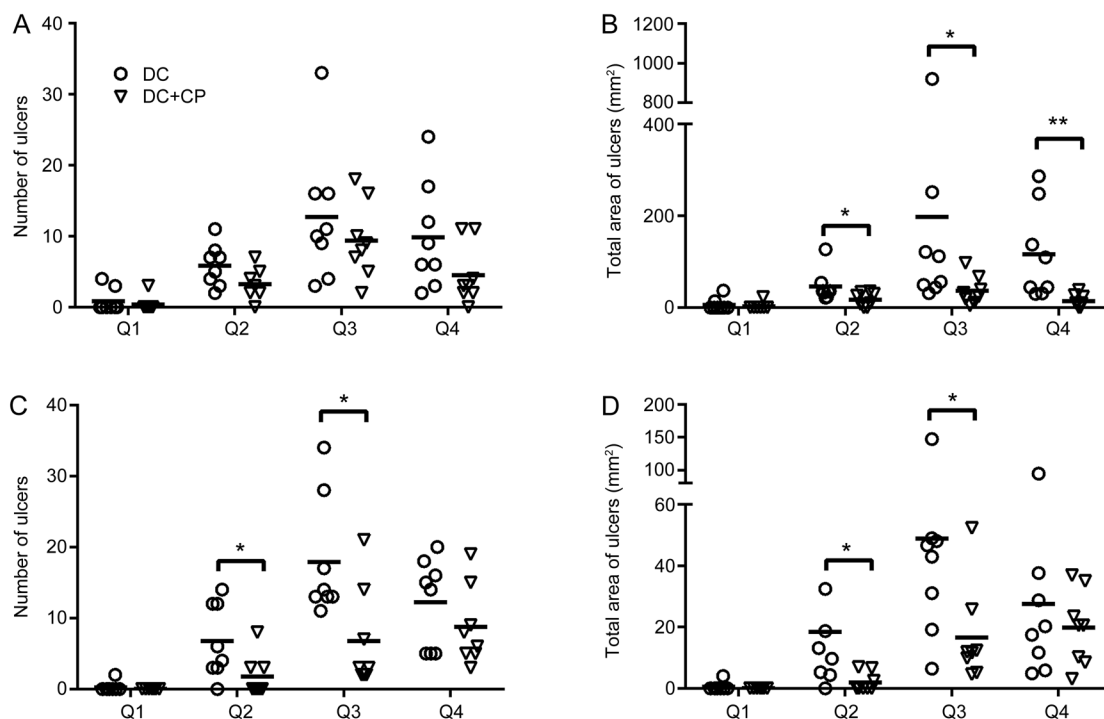 A
Number of ulcers
40
30
20
10
0
DC
DC+CP
Q1 Q2 Q3 Q4
B
Total area of ulcers (mm²)
1200
1000
800
400
200
0
*
*
**
Q1 Q2 Q3 Q4
C
Number of ulcers
40
30
20
10
0
*
*
Q1 Q2 Q3 Q4
D
Total area of ulcers (mm²)
200
150
100
60
40
20
0
*
*
Q1 Q2 Q3 Q4